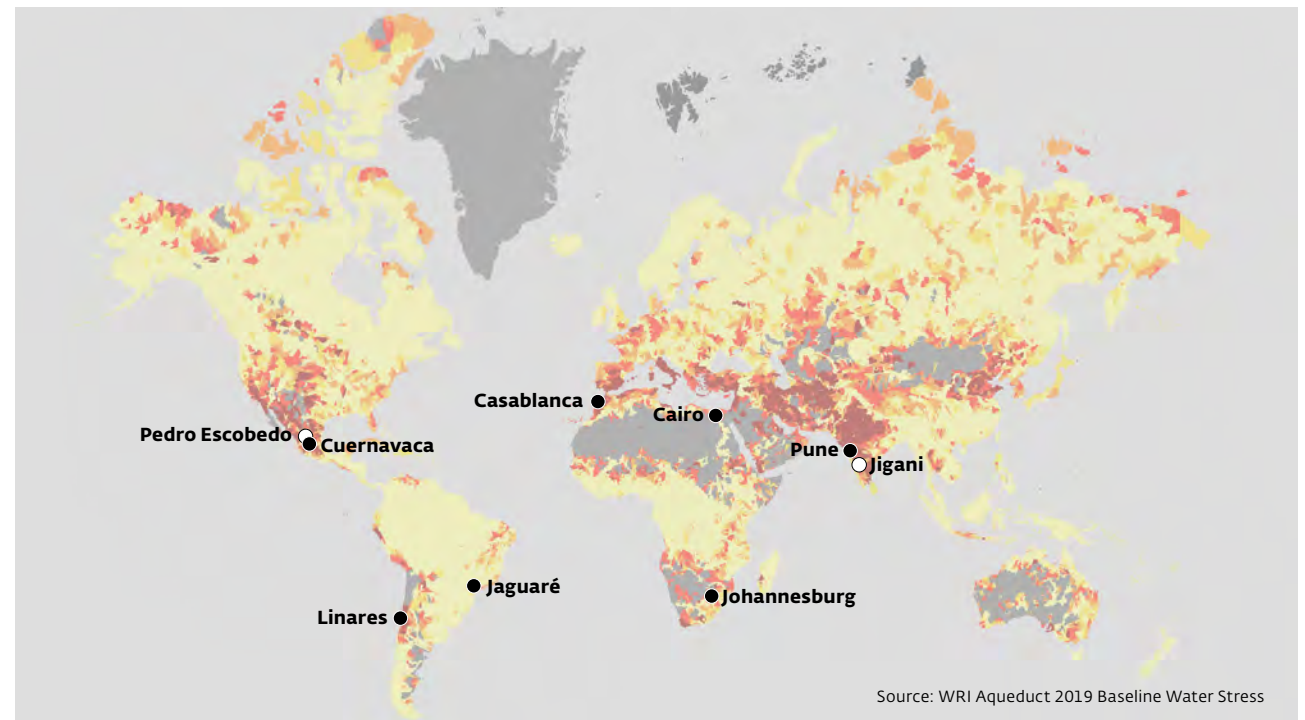 Casablanca
Cairo
Pedro Escobedo
Cuernavaca
Pune
Jigani
Jaguaré
Johannesburg
Linares
Source: WRI Aqueduct 2019 Baseline Water Stress